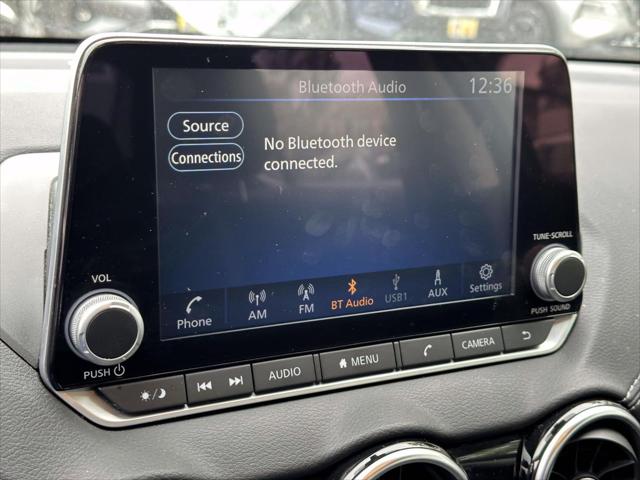 Bluetooth Audio 12:36
Source
Connections
No Bluetooth device
connected.
TUNE·SCROLL
VOL
Phone AM FM BT Audio USB1 AUX Settings
PUSH SOUND
PUSH
AUDIO MENU CAMERA